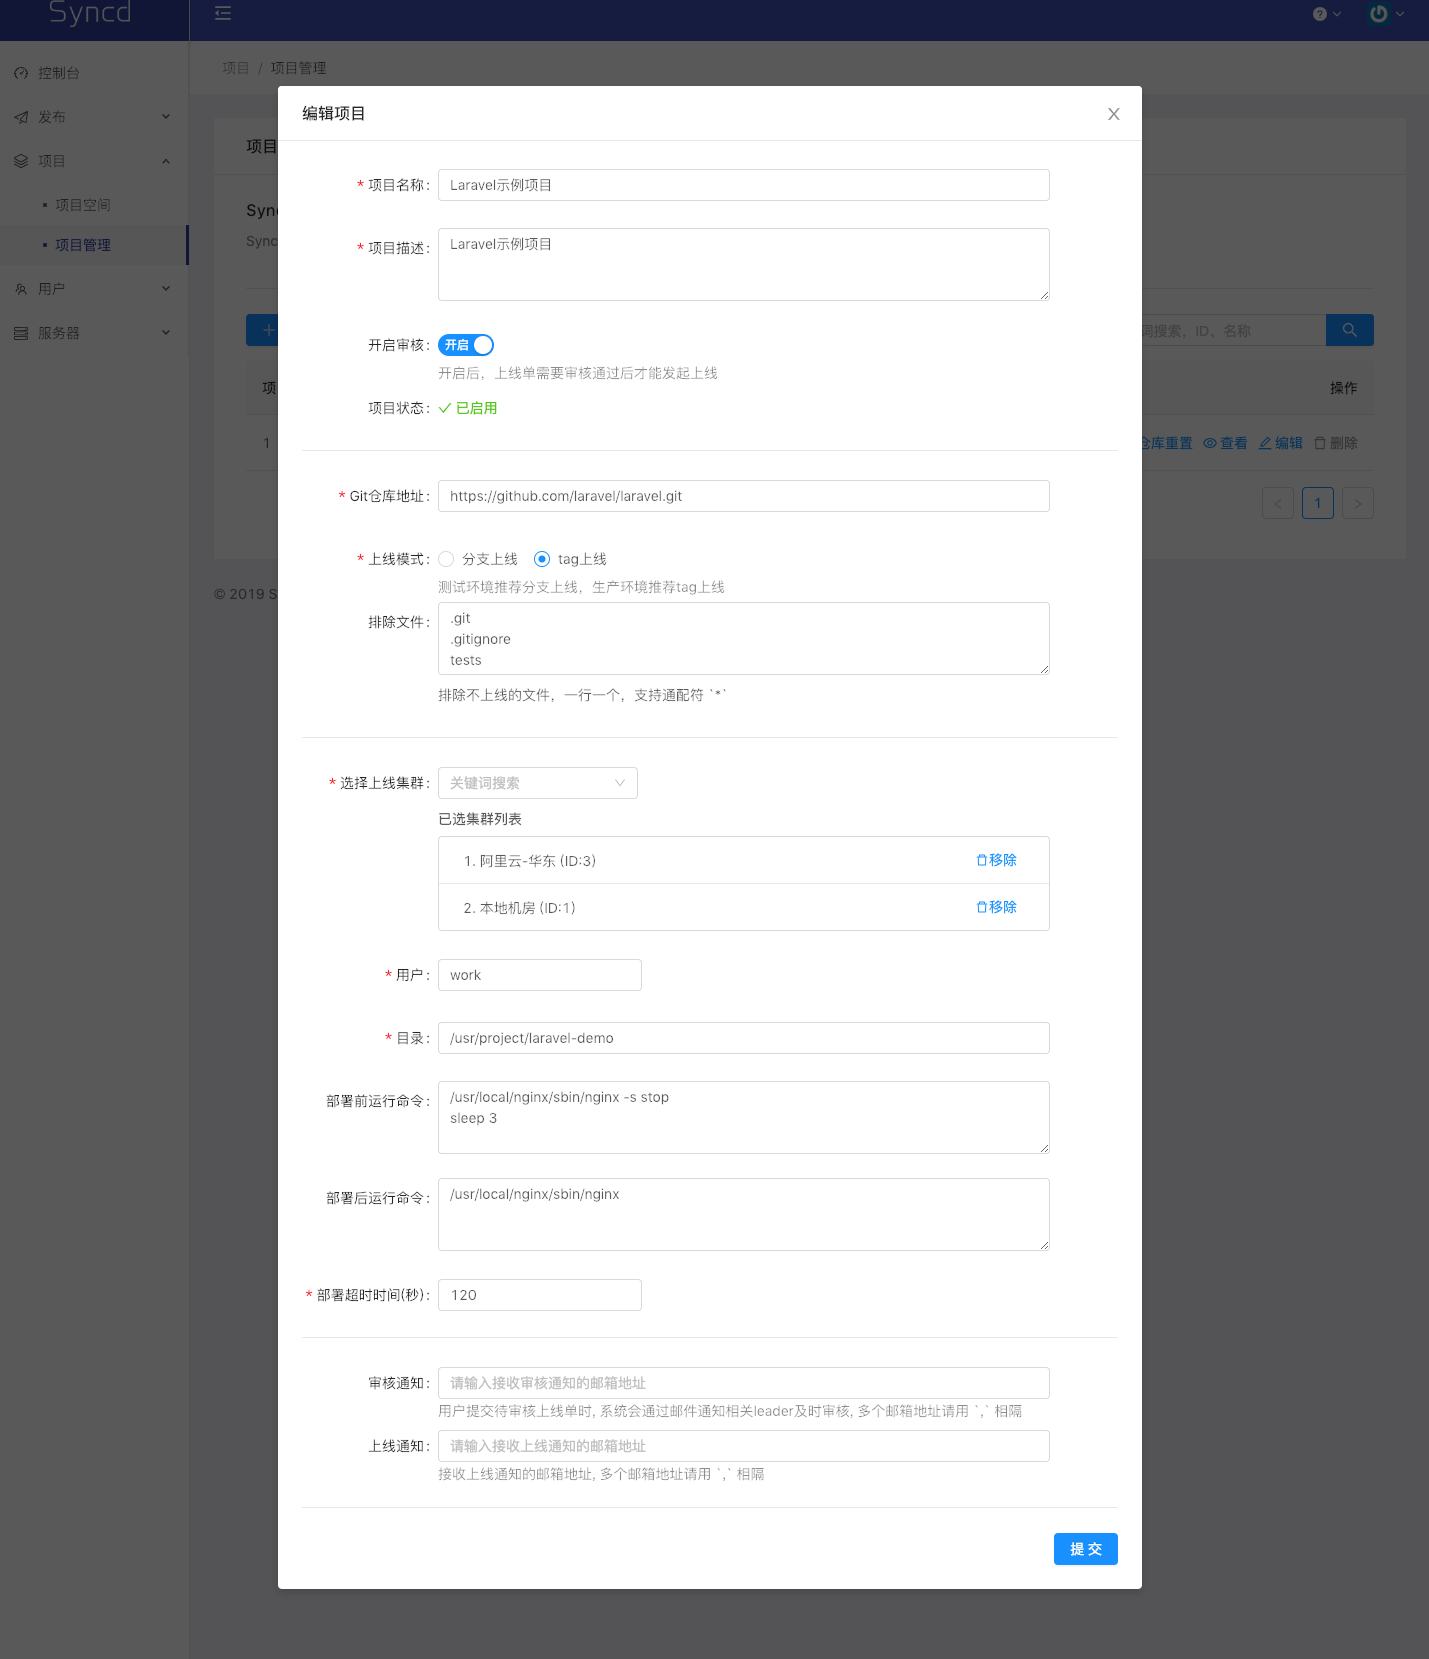 Syncd
控制台
发布
项目
项目空间
项目管理
用户
服务器
项目 / 项目管理
项目
Sync
© 2019 S
编辑项目
* 项目名称: Laravel示例项目
* 项目描述: Laravel示例项目
开启审核: 开启
开启后，上线单需要审核通过后才能发起上线
项目状态: 已启用
* Git仓库地址: https://github.com/laravel/laravel.git
* 上线模式: 分支上线 tag上线
测试环境推荐分支上线，生产环境推荐tag上线
排除文件: .git
.gitignore
tests
排除不上线的文件，一行一个，支持通配符 `*`
* 选择上线集群: 关键词搜索
已选集群列表
1. 阿里云-华东 (ID:3) 移除
2. 本地机房 (ID:1) 移除
* 用户: work
* 目录: /usr/project/laravel-demo
部署前运行命令: /usr/local/nginx/sbin/nginx -s stop
sleep 3
部署后运行命令: /usr/local/nginx/sbin/nginx
* 部署超时时间(秒): 120
审核通知: 请输入接收审核通知的邮箱地址
用户提交待审核上线单时, 系统会通过邮件通知相关leader及时审核, 多个邮箱地址请用 `,` 相隔
上线通知: 请输入接收上线通知的邮箱地址
接收上线通知的邮箱地址, 多个邮箱地址请用 `,` 相隔
提 交
词搜索，ID、名称
项
操作
1
仓库重置 查看 编辑 删除
< 1 >